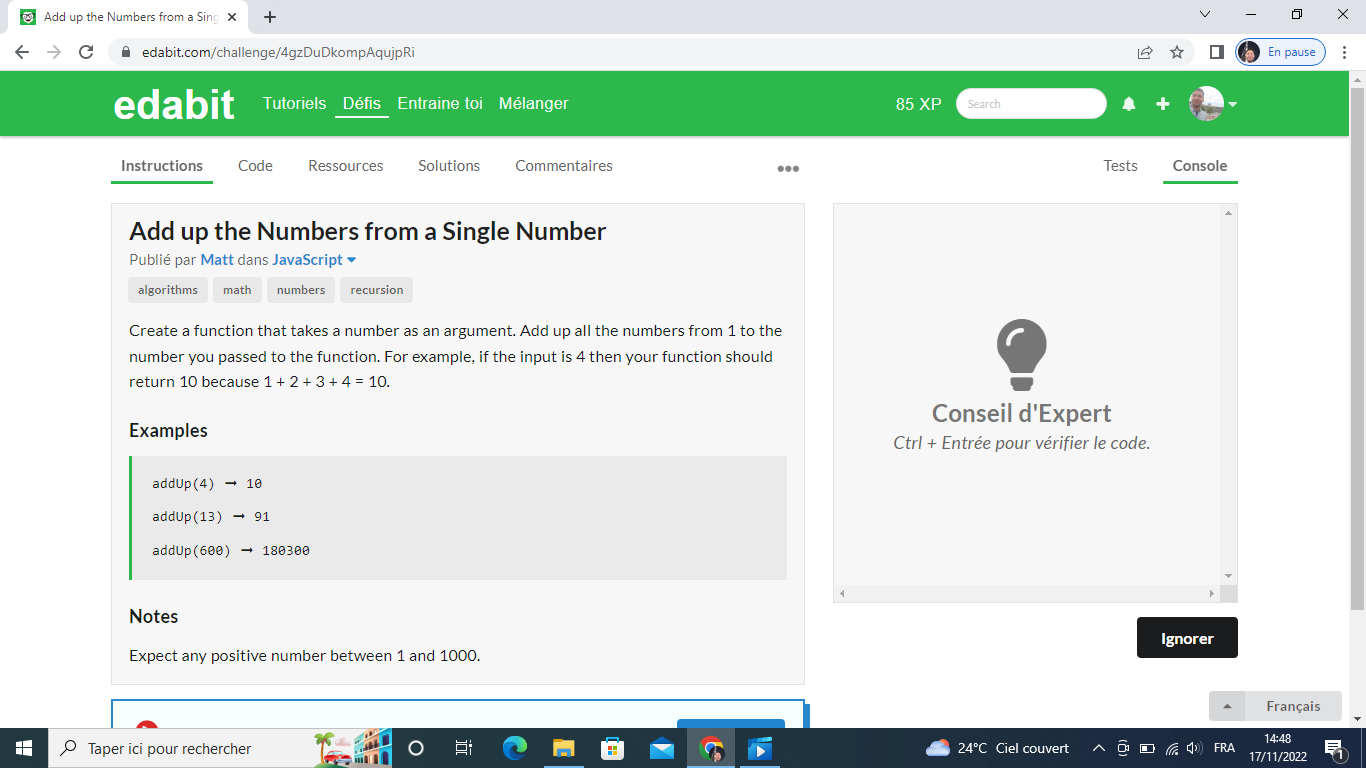 Add up the Numbers from a Sing
edabit.com/challenge/4gzDuDkompAqujpRi
En pause
edabit
Tutoriels Défis Entraine toi Mélanger
85 XP
Search
Instructions Code Ressources Solutions Commentaires
Tests Console
Add up the Numbers from a Single Number
Publié par Matt dans JavaScript
algorithms math numbers recursion
Create a function that takes a number as an argument. Add up all the numbers from 1 to the
number you passed to the function. For example, if the input is 4 then your function should
return 10 because 1 + 2 + 3 + 4 = 10.
Examples
addUp(4) ➞ 10
addUp(13) ➞ 91
addUp(600) ➞ 180300
Notes
Expect any positive number between 1 and 1000.
Conseil d'Expert
Ctrl + Entrée pour vérifier le code.
Ignorer
Français
Taper ici pour rechercher
24°C Ciel couvert
FRA
14:48
17/11/2022
1